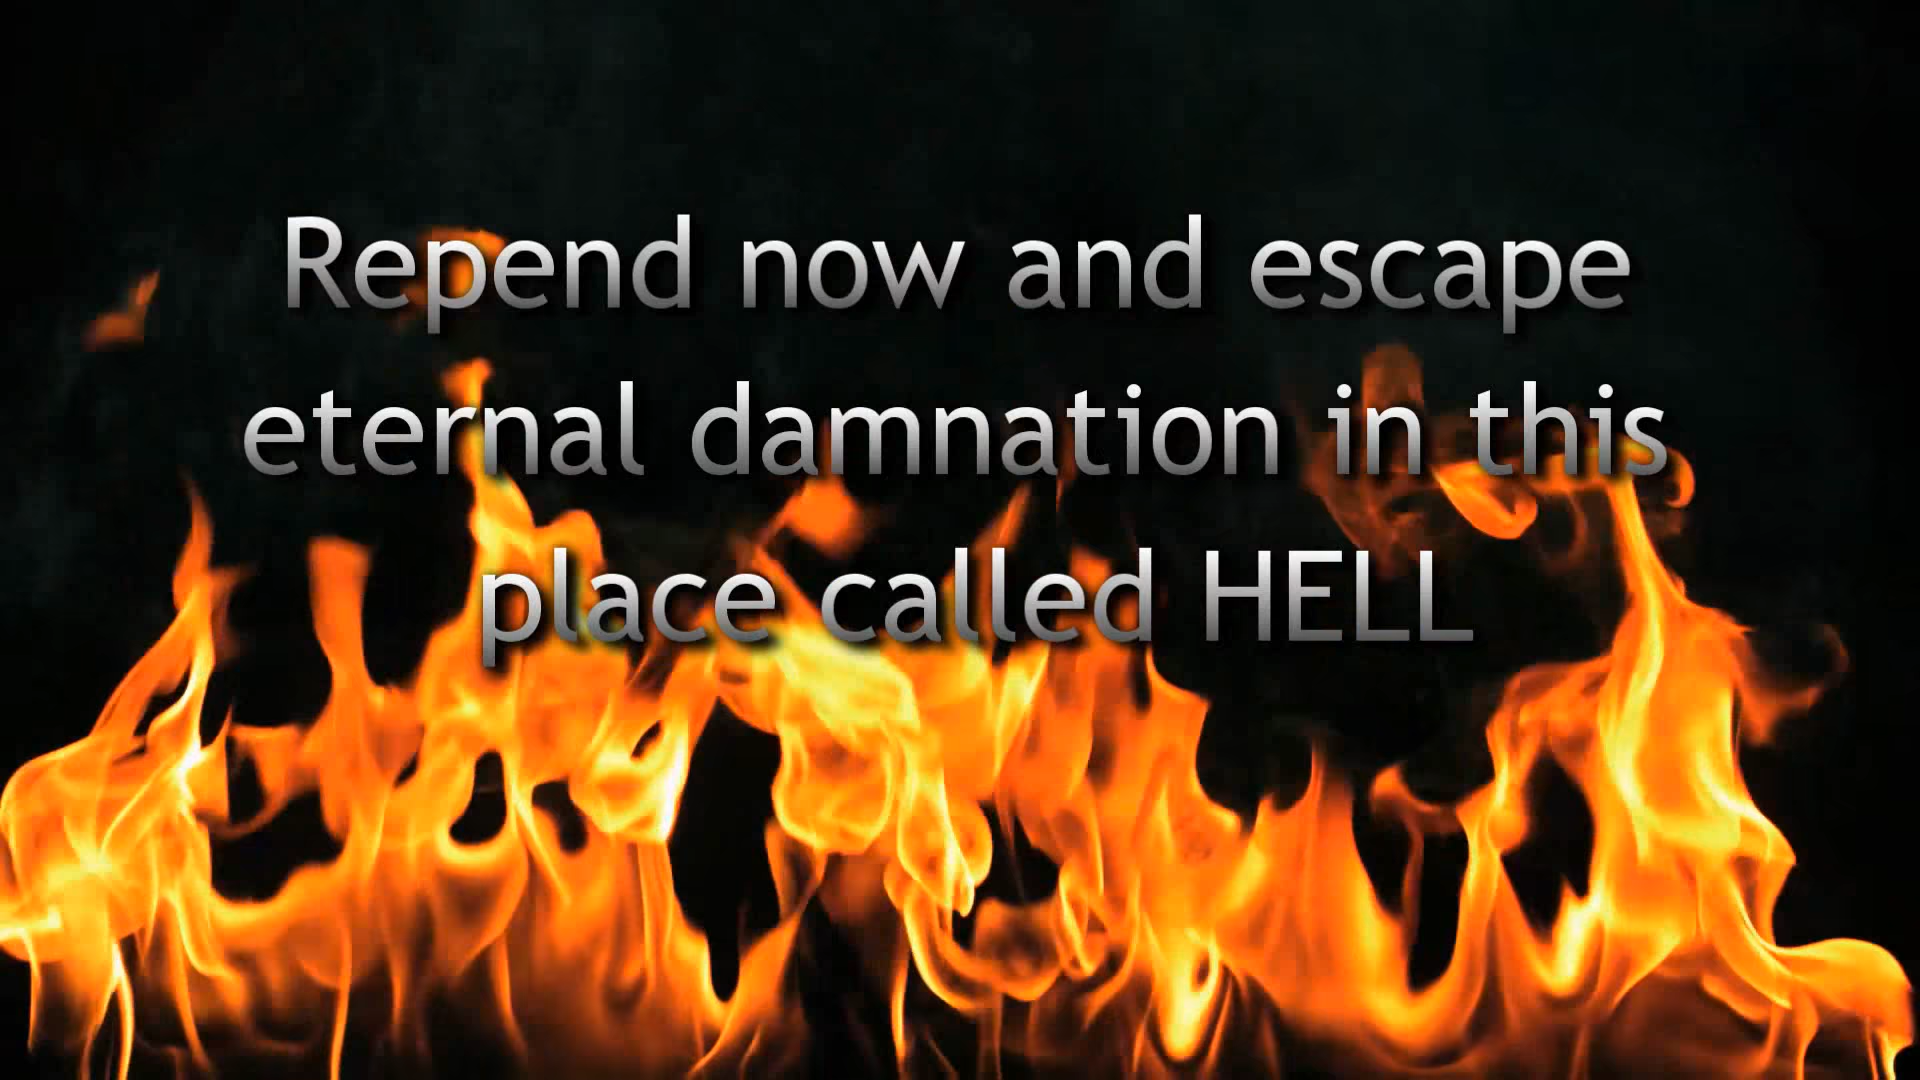 Repend now and escape
eternal damnation in this
place called HELL